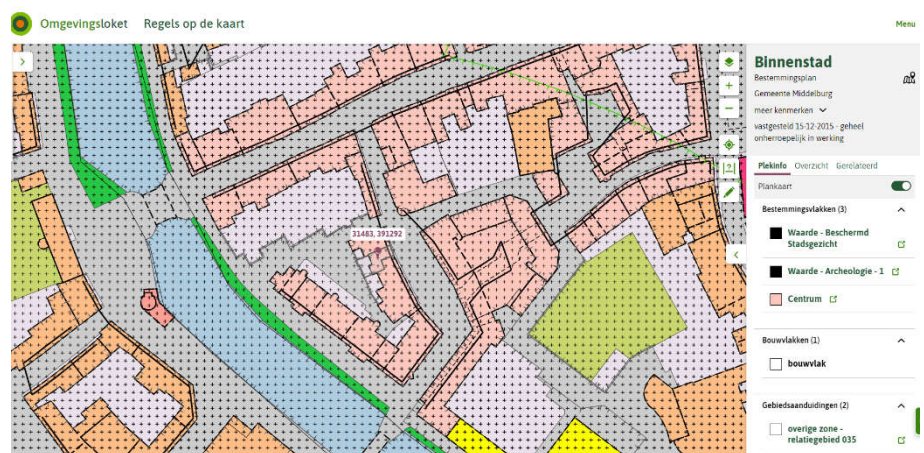 Omgevingsloket Regels op de kaart
Menu
31483, 391292
Binnenstad
Bestemmingsplan
Gemeente Middelburg
meer kenmerken
vastgesteld 15-12-2015 - geheel
onherroepelijk in werking
Plekinfo Overzicht Gerelateerd
Plankaart
Bestemmingsvlakken (3)
Waarde - Beschermd
Stadsgezicht
Waarde - Archeologie - 1
Centrum
Bouwvlakken (1)
bouwvlak
Gebiedsaanduidingen (2)
overige zone -
relatiegebied 035